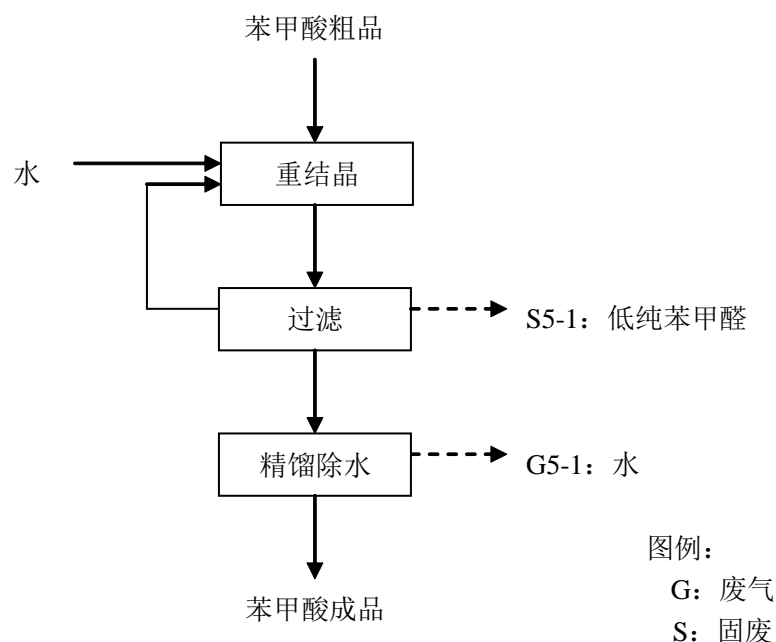 苯甲酸粗品
水
重结晶
过滤
S5-1：低纯苯甲醛
精馏除水
G5-1：水
苯甲酸成品
图例：
G：废气
S：固废